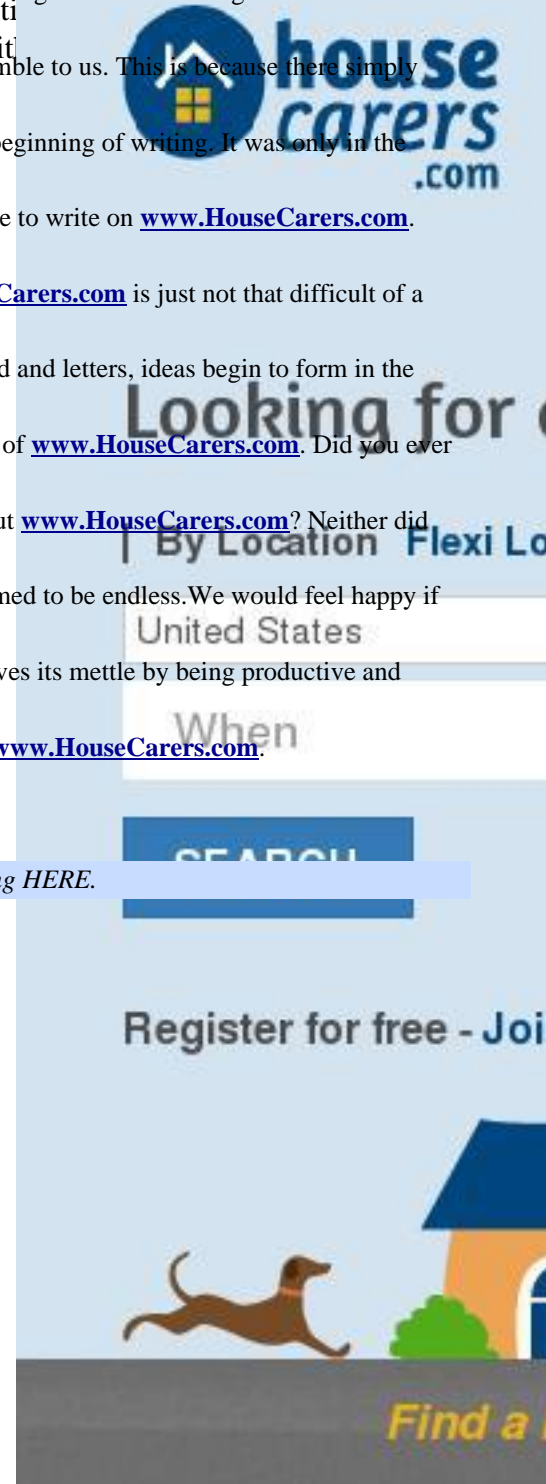 house
mble to us. This is because there simply
carers
beginning of writing. It was only in the
.com
e to write on www.HouseCarers.com.
Carers.com is just not that difficult of a
d and letters, ideas begin to form in the
Looking for
of www.HouseCarers.com. Did you ever
ut www.HouseCarers.com? Neither did
By Location Flexi Lo
med to be endless.We would feel happy if
United States
ves its mettle by being productive and
When
www.HouseCarers.com.
SEARCH
g HERE.
Register for free - Joi
Find a